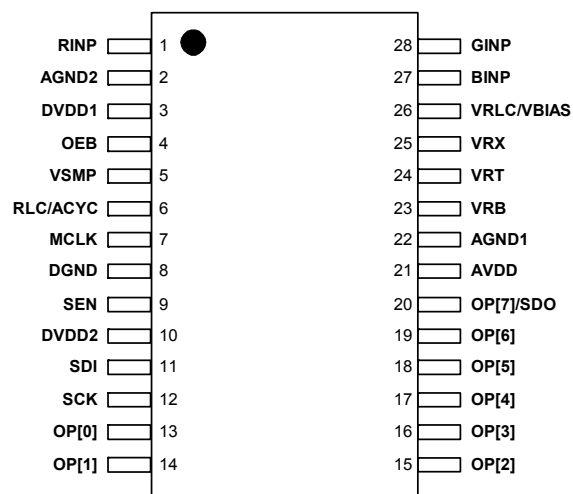 RINP 1 28 GINP
AGND2 2 27 BINP
DVDD1 3 26 VRLC/VBIAS
OEB 4 25 VRX
VSMP 5 24 VRT
RLC/ACYC 6 23 VRB
MCLK 7 22 AGND1
DGND 8 21 AVDD
SEN 9 20 OP[7]/SDO
DVDD2 10 19 OP[6]
SDI 11 18 OP[5]
SCK 12 17 OP[4]
OP[0] 13 16 OP[3]
OP[1] 14 15 OP[2]